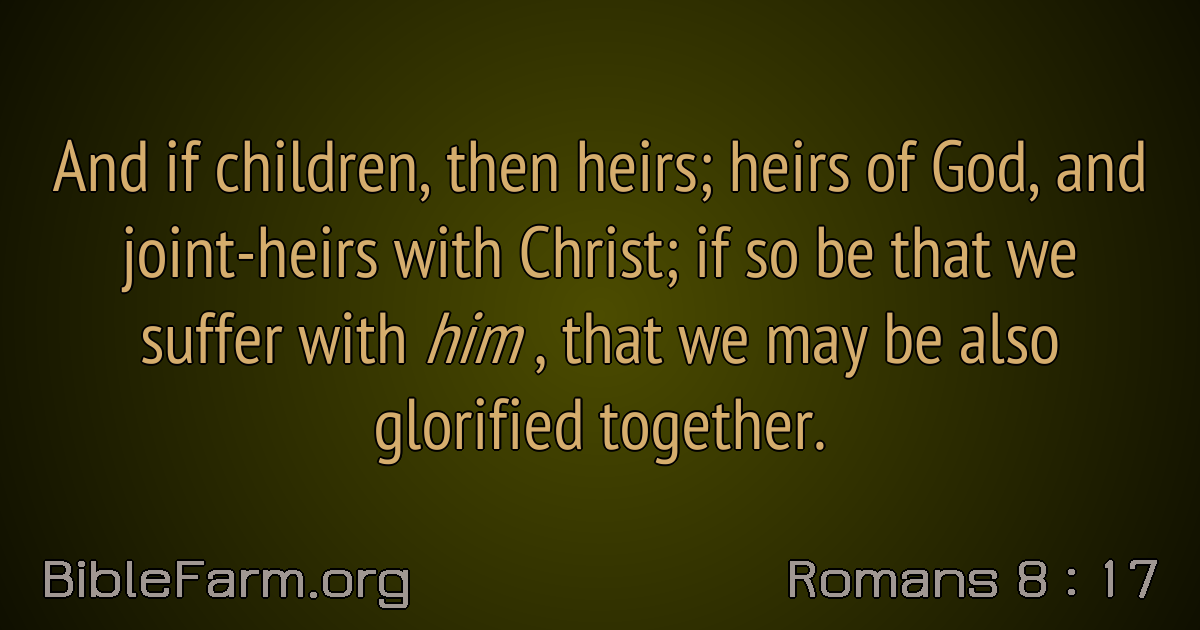 And if children, then heirs; heirs of God, and
joint-heirs with Christ; if so be that we
suffer with him , that we may be also
glorified together.
BibleFarm.org
Romans 8 : 17